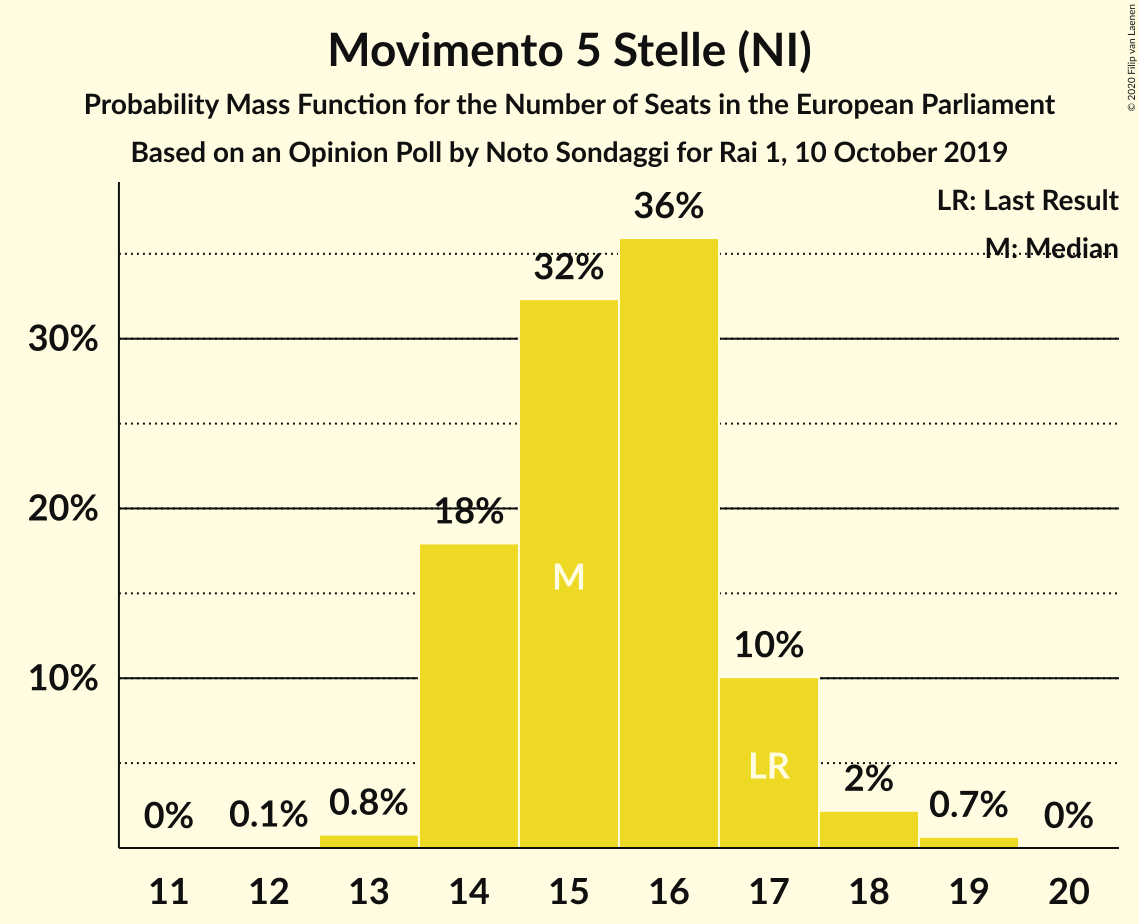 Movimento 5 Stelle (NI)
Probability Mass Function for the Number of Seats in the European Parliament
Based on an Opinion Poll by Noto Sondaggi for Rai 1, 10 October 2019
© 2020 Filip van Laenen
LR: Last Result
M: Median
30%
20%
10%
0%
0.1%
0.8%
18%
32%
36%
10%
2%
0.7%
0%
M
LR
11 12 13 14 15 16 17 18 19 20